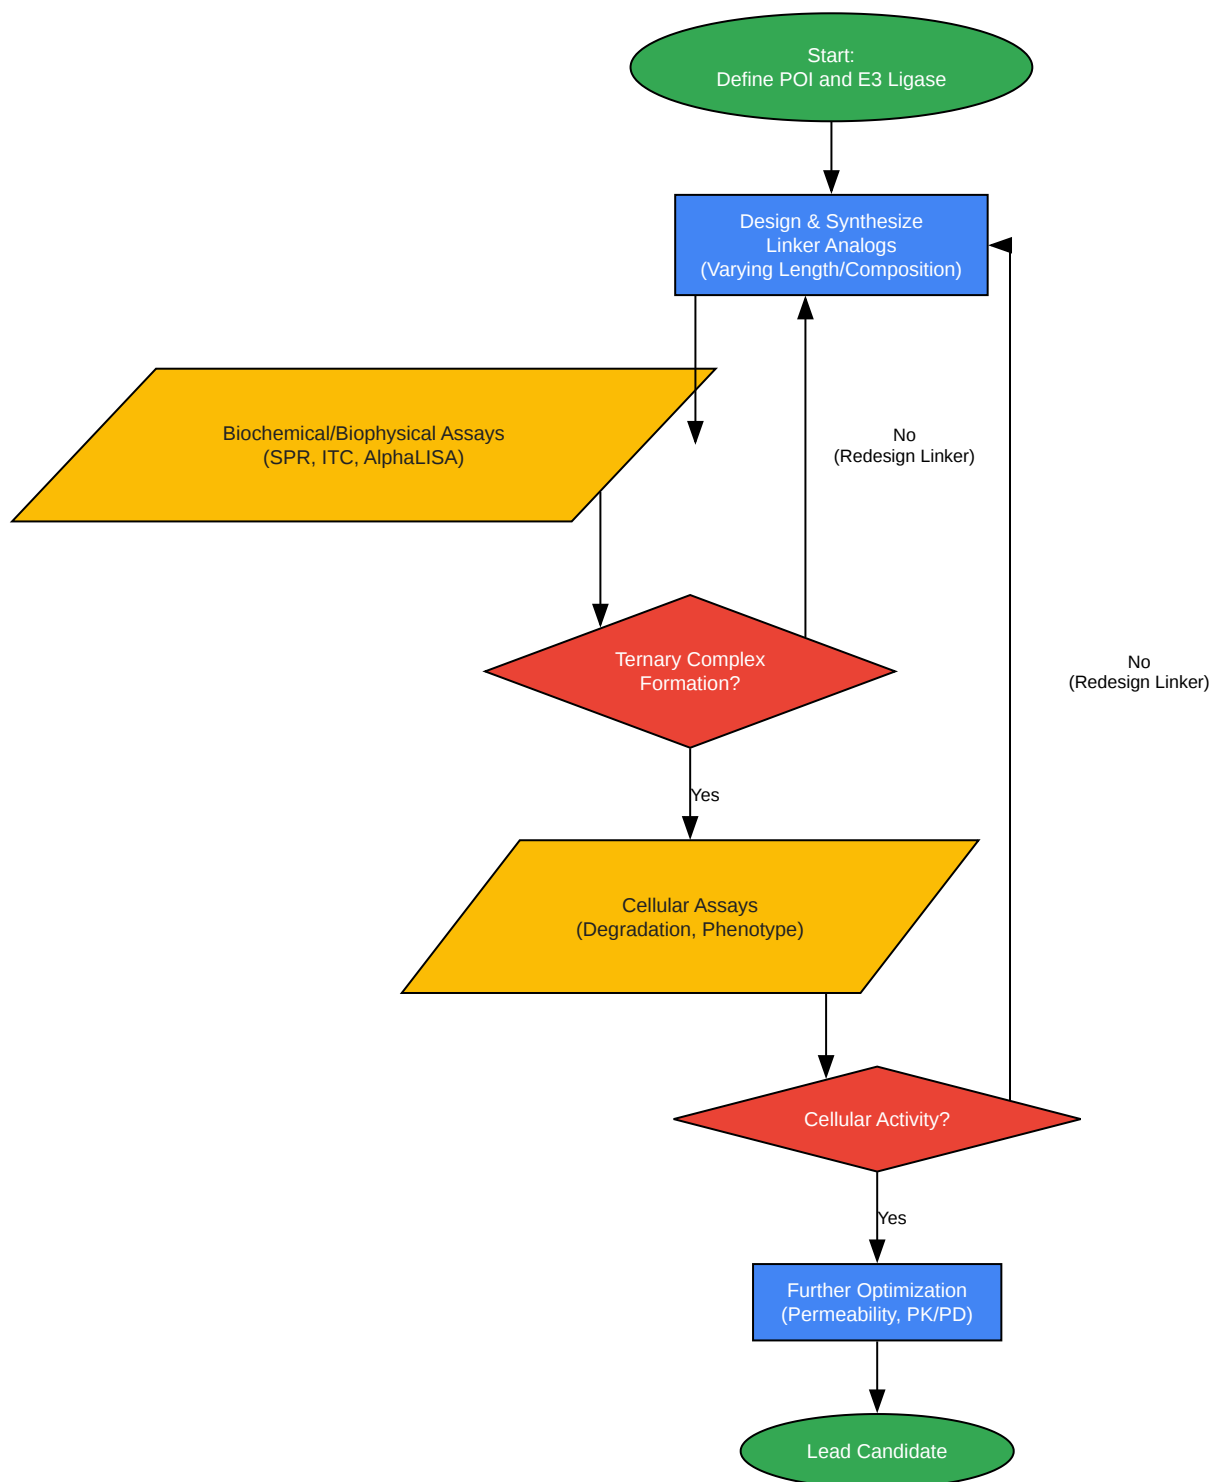 Start:
Define POI and E3 Ligase
Design & Synthesize
Linker Analogs
(Varying Length/Composition)
Biochemical/Biophysical Assays
(SPR, ITC, AlphaLISA)
No
(Redesign Linker)
Ternary Complex
Formation?
No
(Redesign Linker)
Yes
Cellular Assays
(Degradation, Phenotype)
Cellular Activity?
Yes
Further Optimization
(Permeability, PK/PD)
Lead Candidate